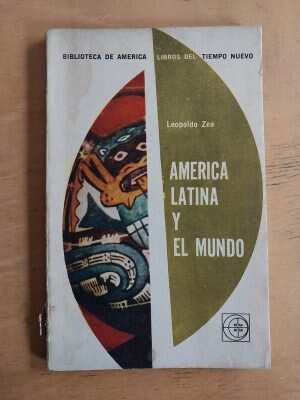 BIBLIOTECA DE AMERICA
LIBROS DEL TIEMPO NUEVO
Leopoldo Zea
AMERICA
LATINA
Y
EL MUNDO